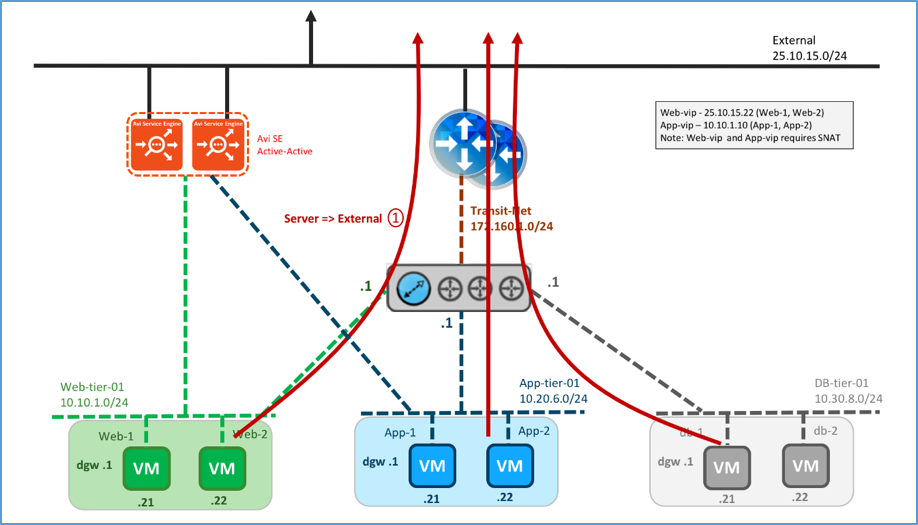 External
25.10.15.0/24
Avi Service Engine
Avi Service Engine
Web-vip - 25.10.15.22 (Web-1, Web-2)
App-vip – 10.10.1.10 (App-1, App-2)
Note: Web-vip and App-vip requires SNAT
Avi SE
Active-Active
Server => External 1
Transit-Net
172.160.1.0/24
.1
.1
.1
Web-tier-01
10.10.1.0/24
App-tier-01
10.20.6.0/24
DB-tier-01
10.30.8.0/24
Web-1
Web-2
App-1
App-2
db-1
db-2
dgw .1
VM
VM
dgw .1
VM
VM
dgw .1
VM
VM
.21
.22
.21
.22
.21
.22